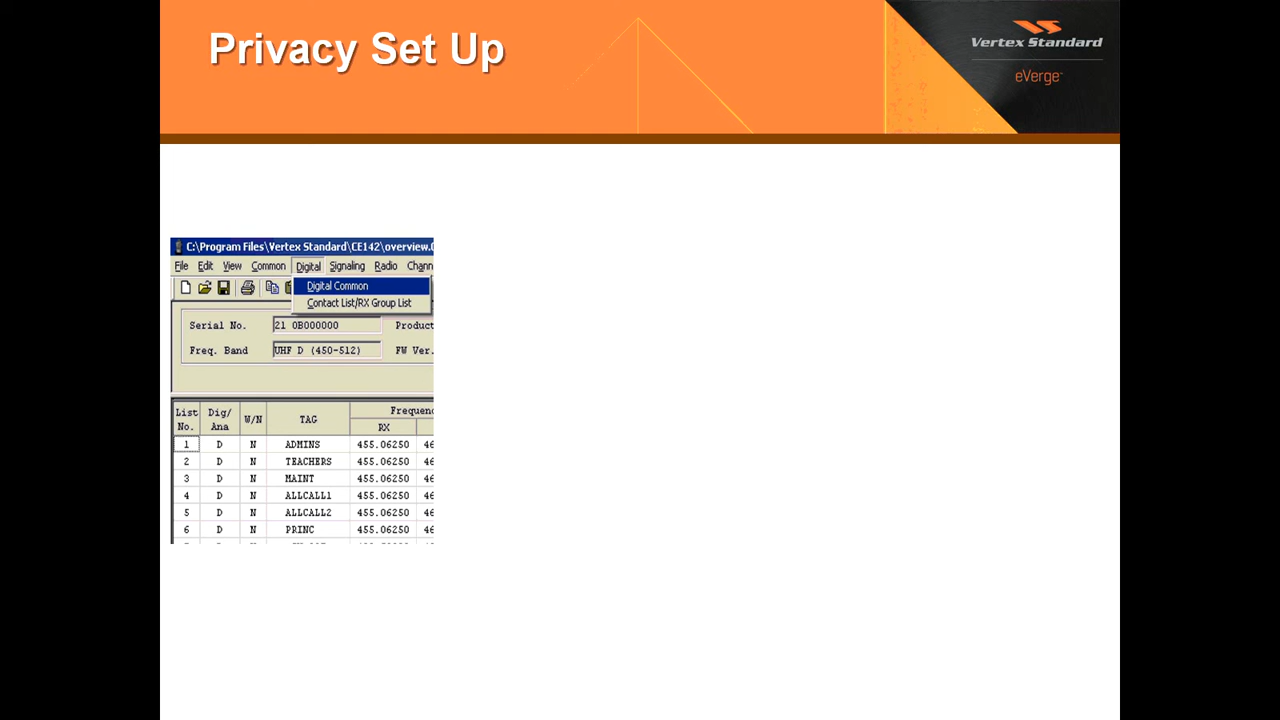 Privacy Set Up
Vertex Standard
eVerge™
C:\Program Files\Vertex Standard\CE142\overview.
File Edit View Common Digital Signaling Radio Chann
Digital Common
Contact List/RX Group List
Serial No. 21 0B000000 Product
Freq. Band UHF D (450-512) FW Ver.
List No. Dig/ Ana W/N TAG Frequenc
RX
1 D N ADMINS 455.06250 46
2 D N TEACHERS 455.06250 46
3 D N MAINT 455.06250 46
4 D N ALLCALL1 455.06250 46
5 D N ALLCALL2 455.06250 46
6 D N PRINC 455.06250 46